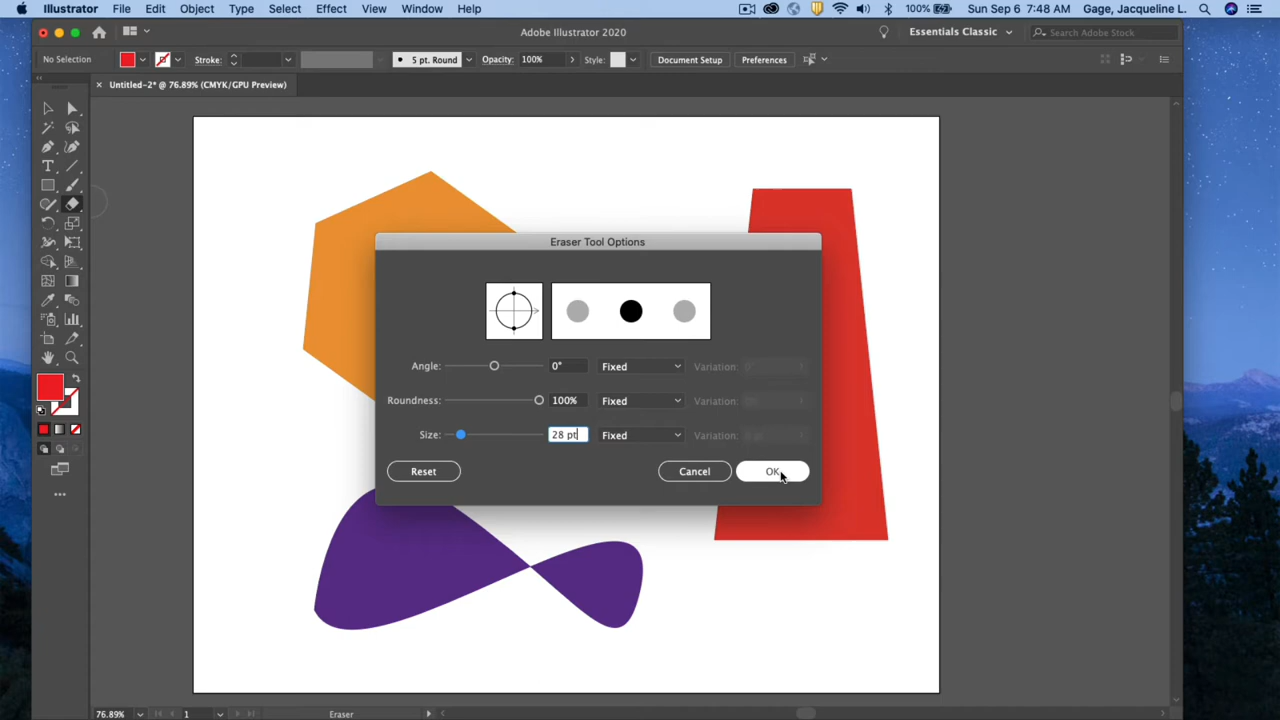 Illustrator File Edit Object Type Select Effect View Window Help 100% Sun Sep 6 7:48 AM Gage, Jacqueline L.
Adobe Illustrator 2020 Essentials Classic Search Adobe Stock
No Selection Stroke: 5 pt. Round Opacity: 100% Style: Document Setup Preferences
× Untitled-2* @ 76.89% (CMYK/GPU Preview)
Eraser Tool Options
Angle: 0° Fixed Variation: 0°
Roundness: 100% Fixed Variation:
Size: 28 pt Fixed Variation:
Reset Cancel OK
76.89% 1 Eraser